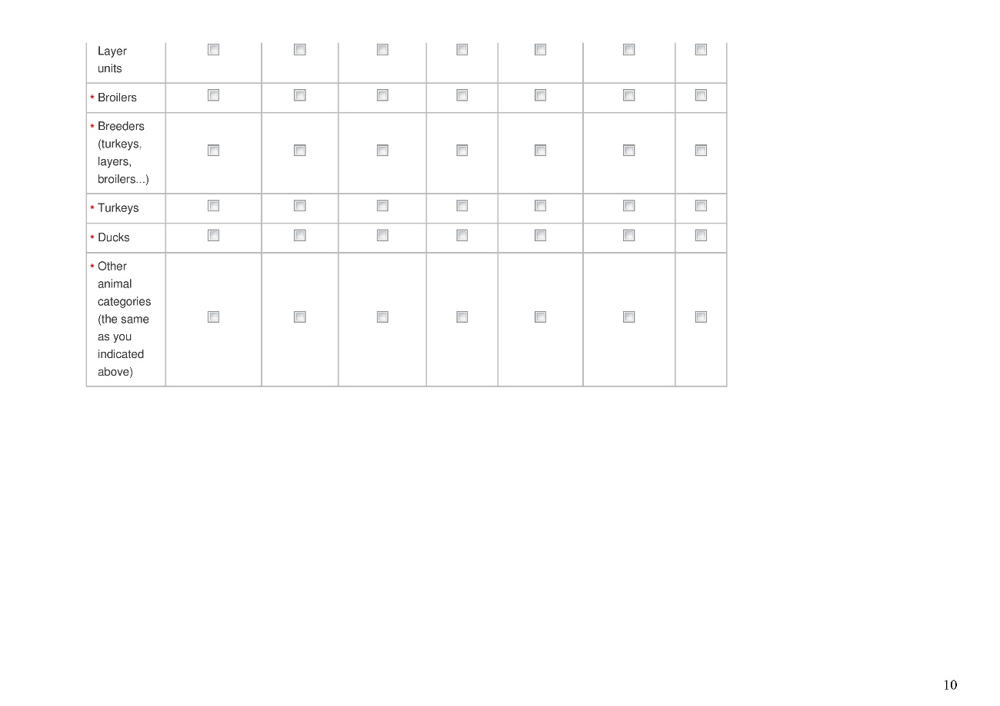 Layer
units
* Broilers
* Breeders
(turkeys,
layers,
broilers...)
* Turkeys
* Ducks
* Other
animal
categories
(the same
as you
indicated
above)
10